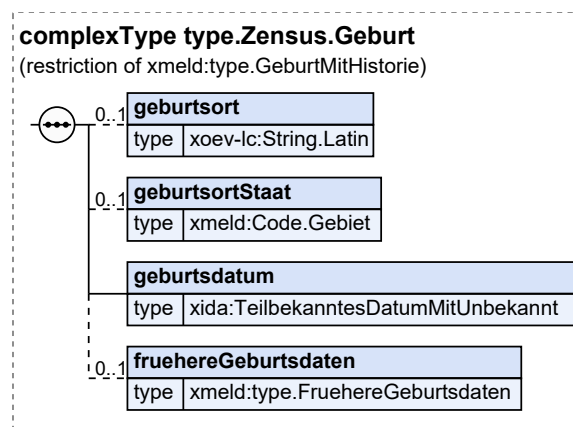 complexType type.Zensus.Geburt
(restriction of xmeld:type.GeburtMitHistorie)
0..1 geburtsort
type xoev-lc:String.Latin
0..1 geburtsortStaat
type xmeld:Code.Gebiet
geburtsdatum
type xida:TeilbekanntesDatumMitUnbekannt
0..1 fruehereGeburtsdaten
type xmeld:type.FruehereGeburtsdaten